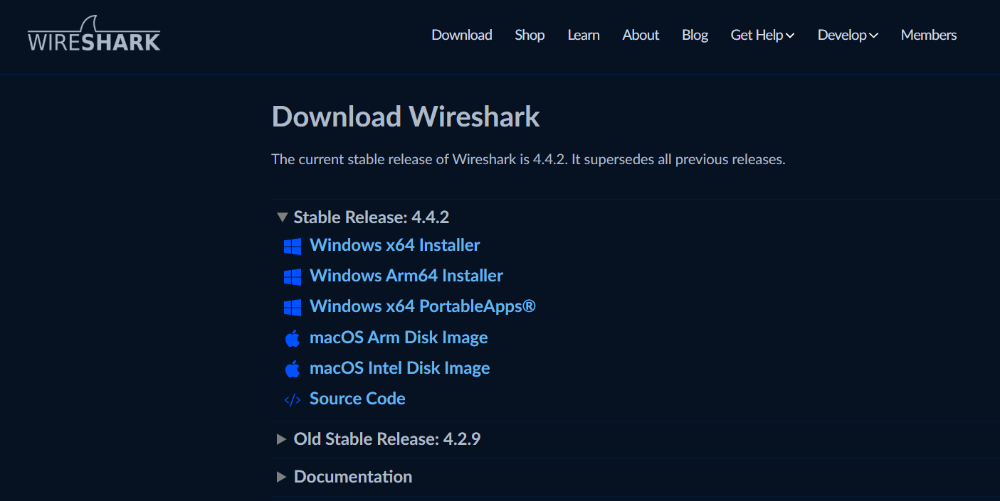 WIRESHARK
Download Shop Learn About Blog Get Help Develop Members
Download Wireshark
The current stable release of Wireshark is 4.4.2. It supersedes all previous releases.
Stable Release: 4.4.2
Windows x64 Installer
Windows Arm64 Installer
Windows x64 PortableApps®
macOS Arm Disk Image
macOS Intel Disk Image
</> Source Code
Old Stable Release: 4.2.9
Documentation